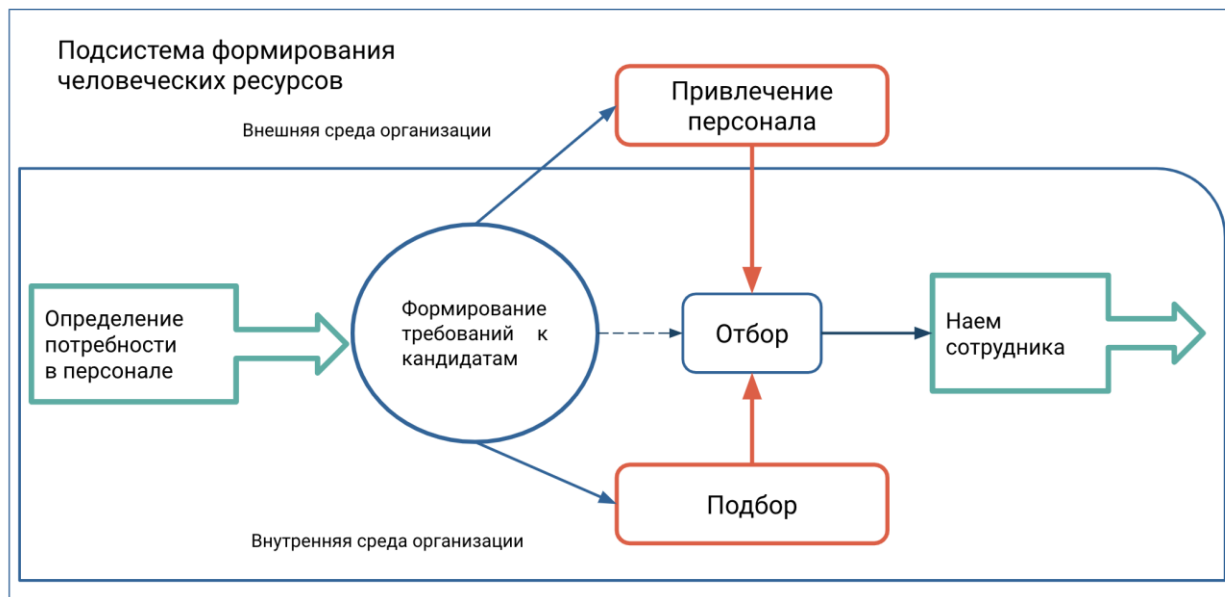 Подсистема формирования
человеческих ресурсов
Внешняя среда организации
Привлечение
персонала
Определение
потребности
в персонале
Формирование
требований к
кандидатам
Отбор
Наем
сотрудника
Подбор
Внутренняя среда организации